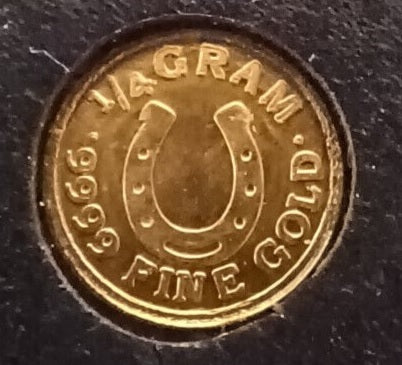 1/4 GRAM
· 9999 FINE GOLD ·